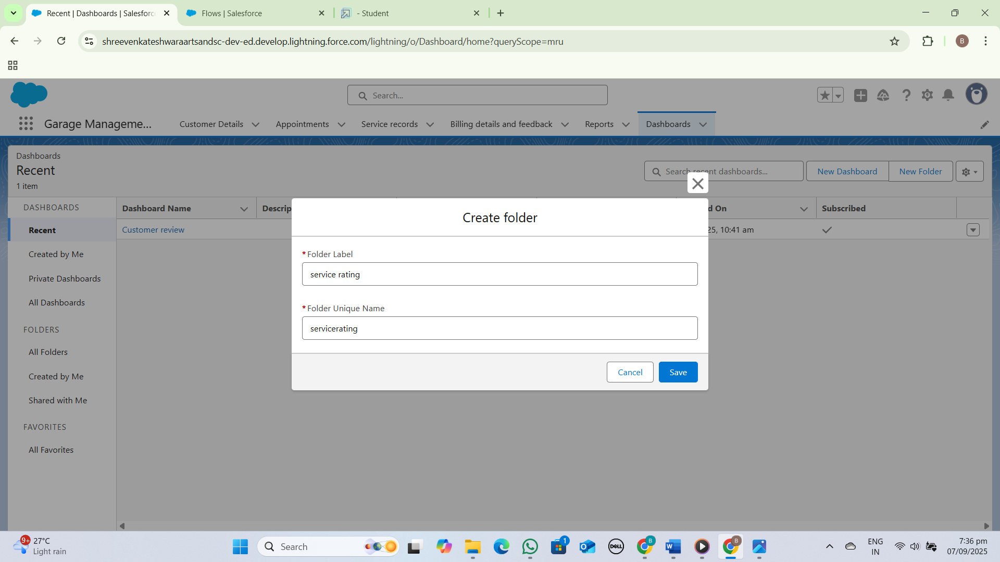 Recent | Dashboards | Salesforc
Flows | Salesforce
- Student
shreevenkateshwaraartsandsc-dev-ed.develop.lightning.force.com/lightning/o/Dashboard/home?queryScope=mru
B
Search...
Garage Manageme...
Customer Details
Appointments
Service records
Billing details and feedback
Reports
Dashboards
Dashboards
Recent
1 item
Search recent dashboards...
New Dashboard
New Folder
DASHBOARDS
Dashboard Name
Descrip
d On
Subscribed
Recent
Customer review
25, 10:41 am
Created by Me
Private Dashboards
All Dashboards
FOLDERS
All Folders
Created by Me
Shared with Me
FAVORITES
All Favorites
Create folder
*Folder Label
service rating
*Folder Unique Name
servicerating
Cancel
Save
9+
27°C
Light rain
Search
1
DELL
B
B
ENG
IN
7:36 pm
07/09/2025